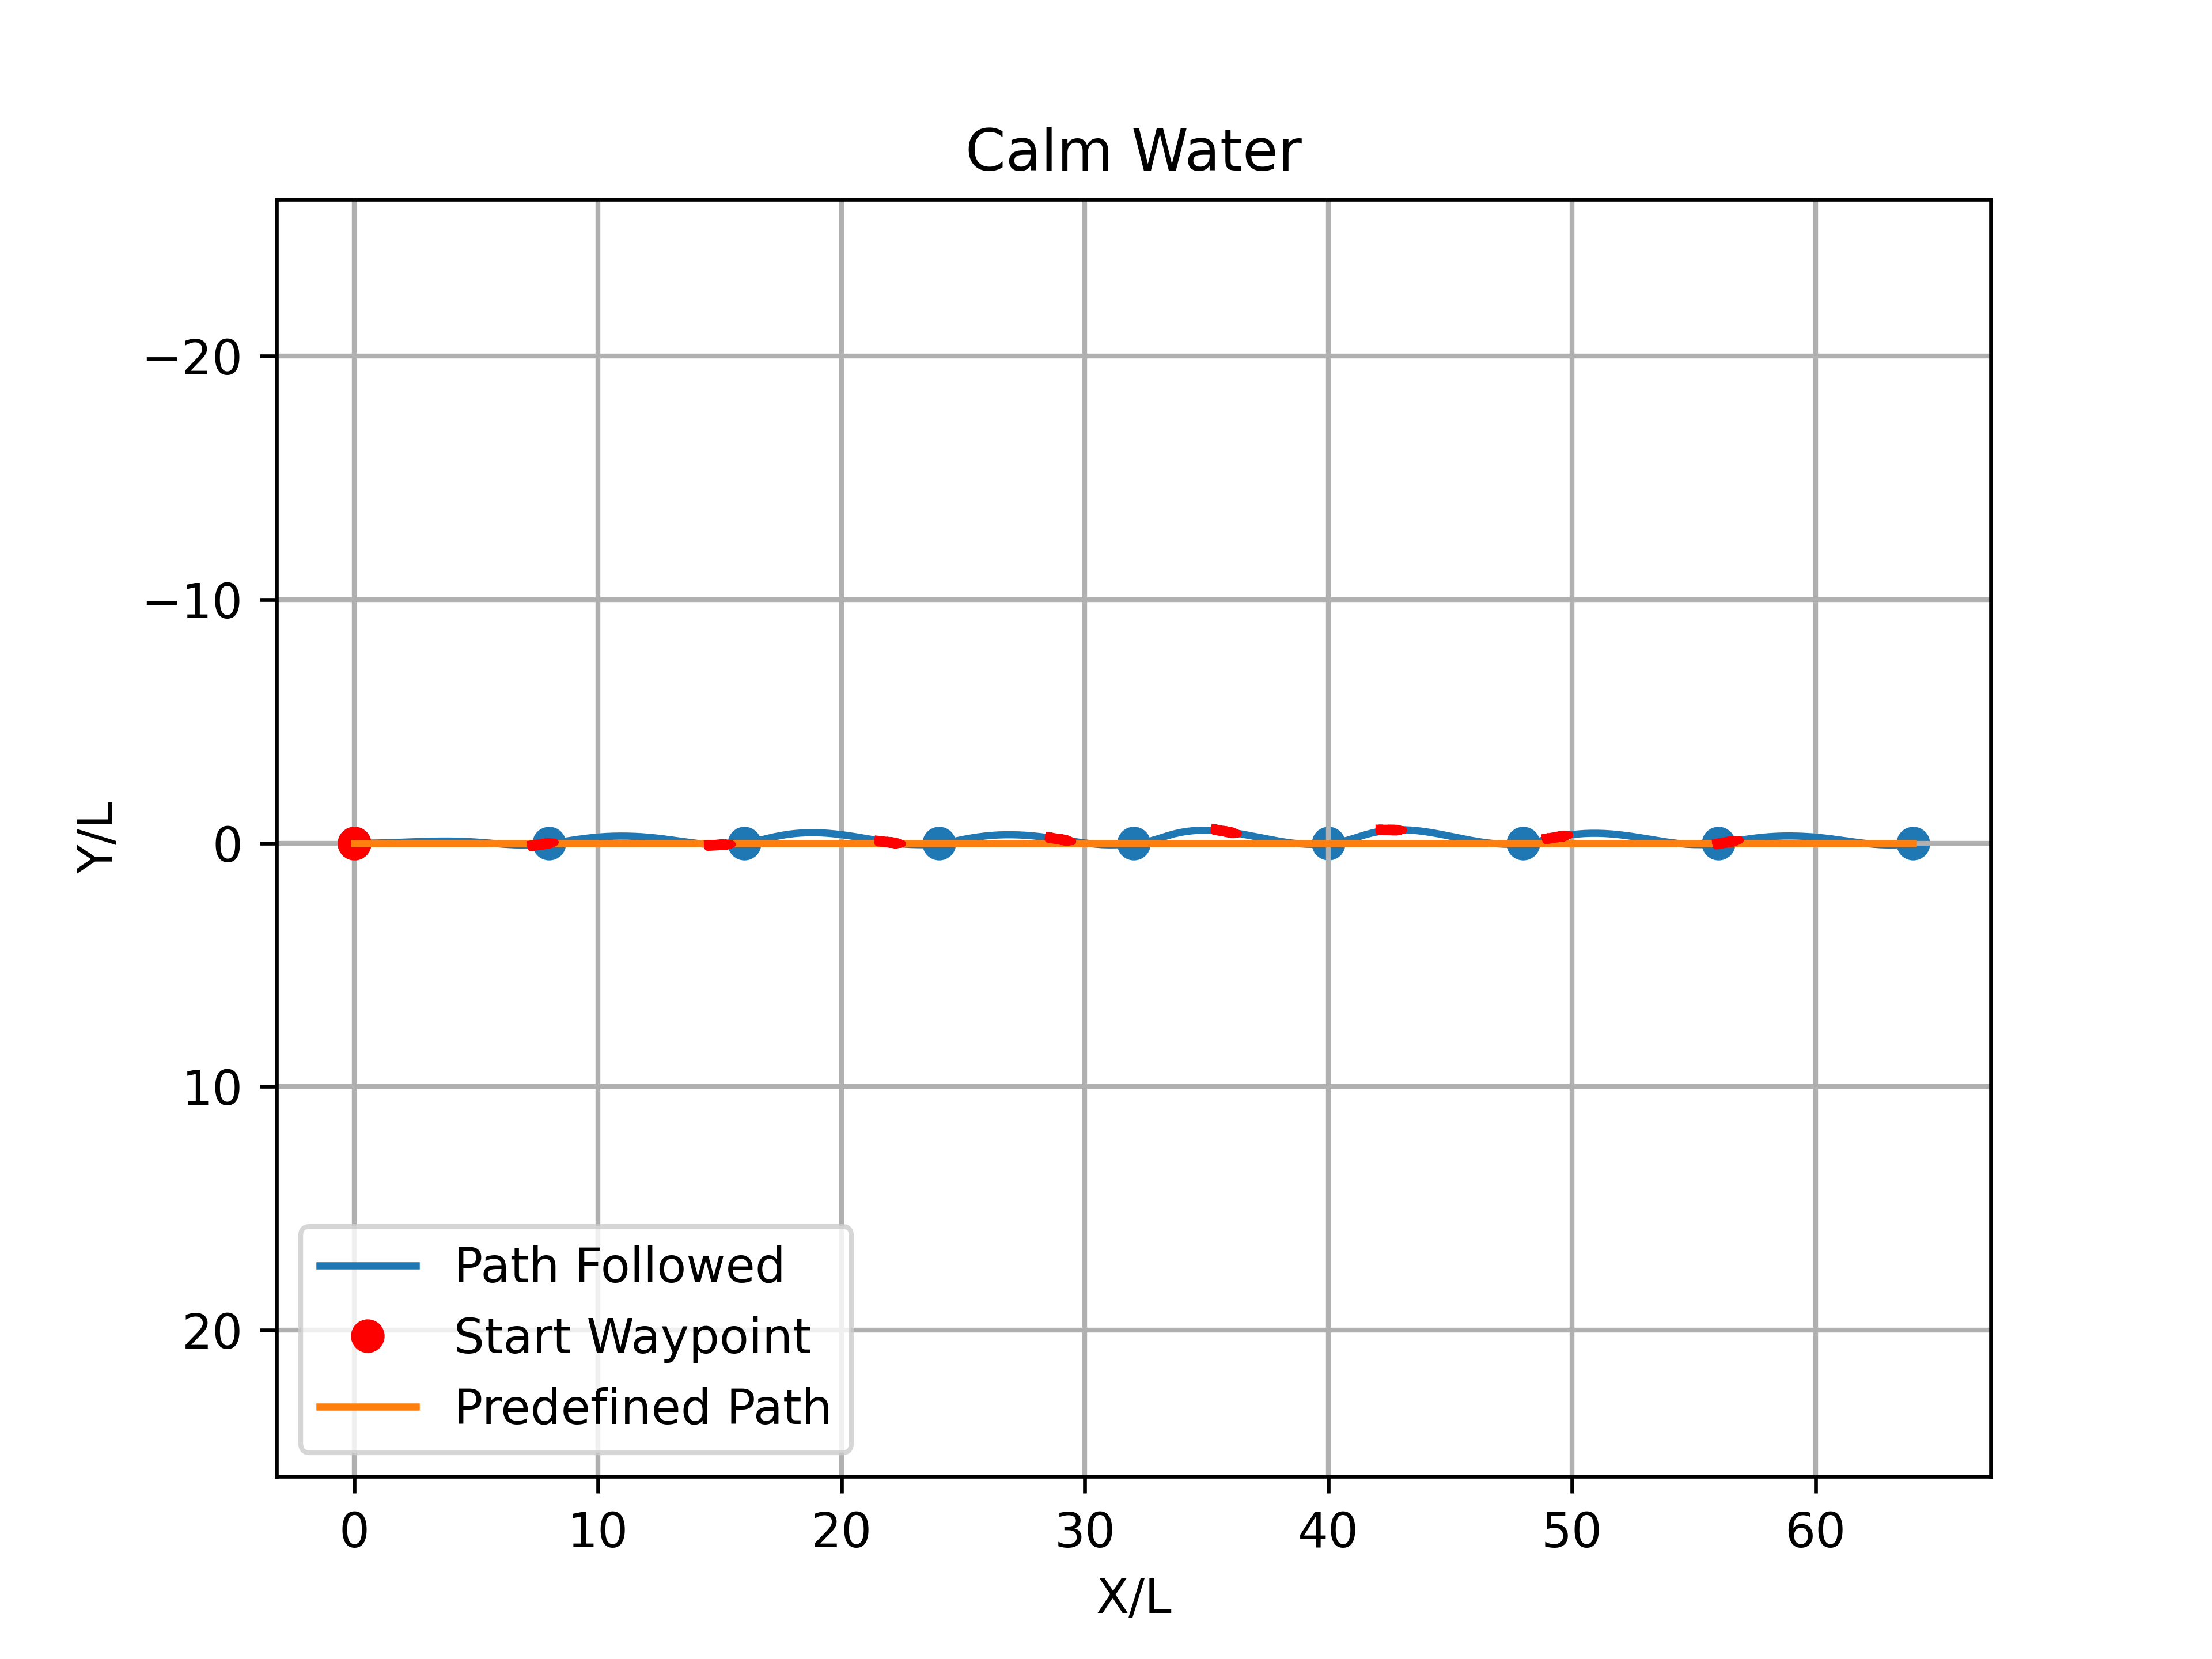 Calm Water
−20
−10
0
10
20
Y/L
Path Followed
Start Waypoint
Predefined Path
0 10 20 30 40 50 60
X/L